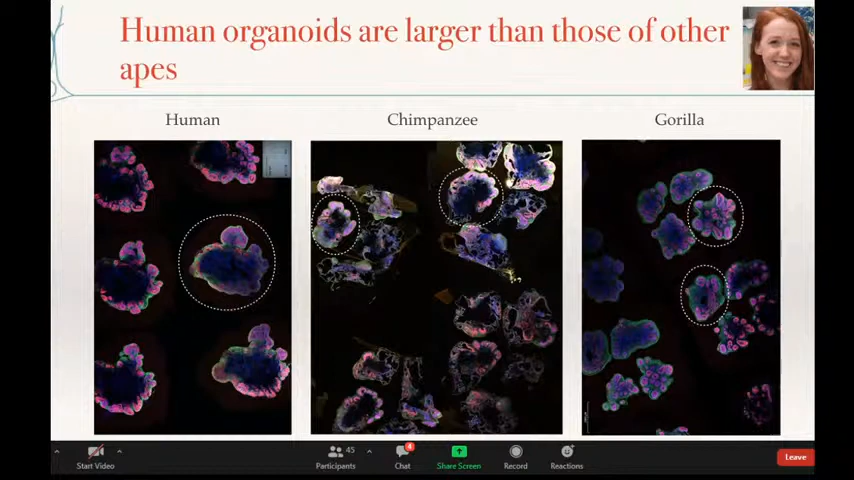 Human organoids are larger than those of other
apes
Human
Chimpanzee
Gorilla
Start Video
45
Participants
4
Chat
Share Screen
Record
Reactions
Leave